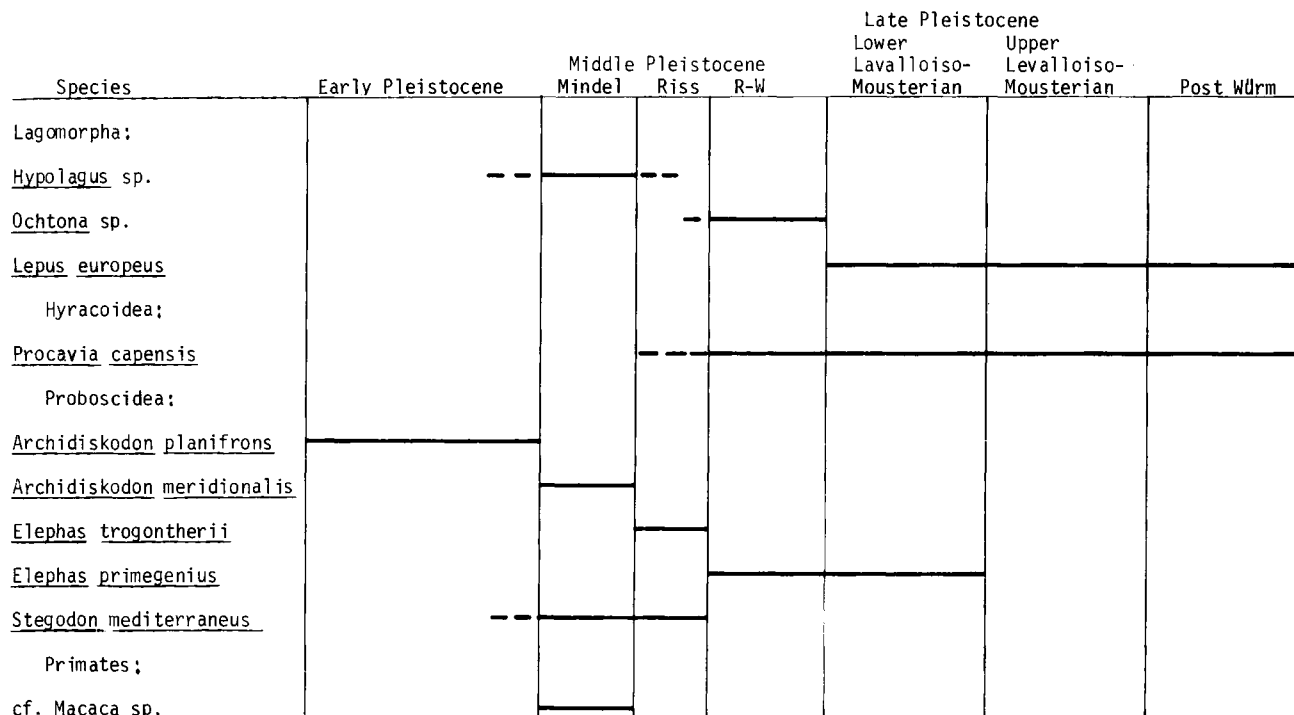 Late Pleistocene
Lower Upper
Middle Pleistocene Lavalloiso- Levalloiso-
Species Early Pleistocene Mindel Riss R-W Mousterian Mousterian Post Würm
Lagomorpha:
Hypolagus sp.
Ochtona sp.
Lepus europeus
Hyracoidea:
Procavia capensis
Proboscidea:
Archidiskodon planifrons
Archidiskodon meridionalis
Elephas trogontherii
Elephas primegenius
Stegodon mediterraneus
Primates:
cf. Macaca sp.